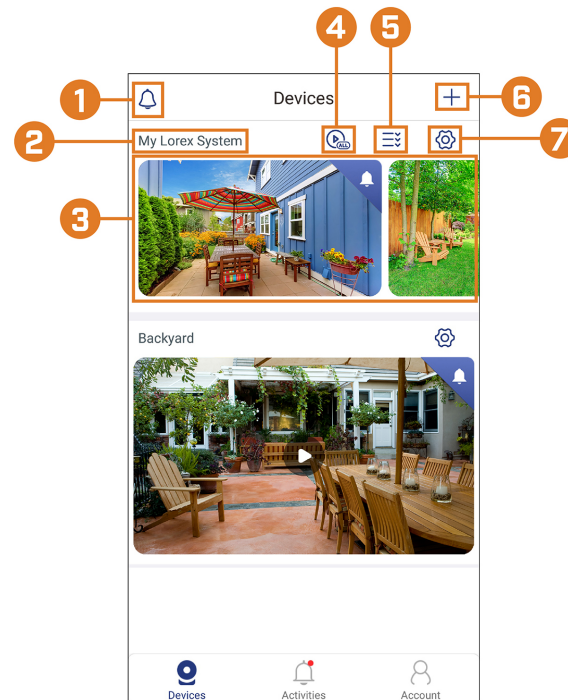 4 5
1 Devices 6
2 My Lorex System ALL 7
3
Backyard
Devices Activities Account